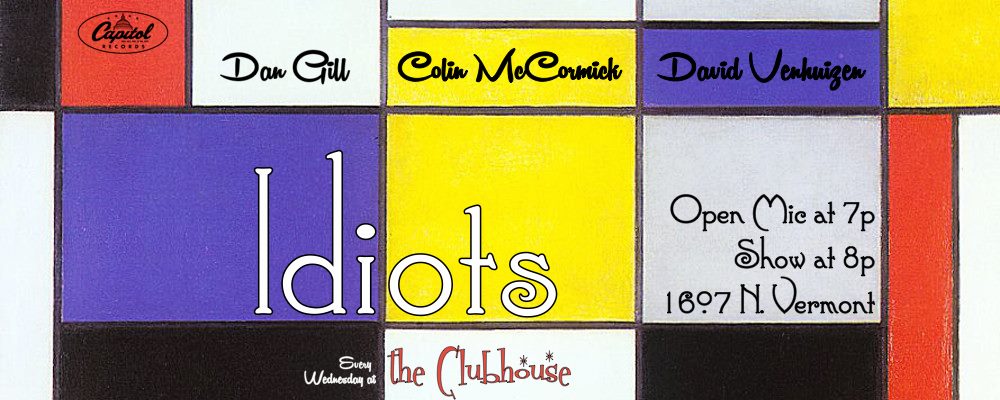 Capitol
RECORDS
Dan Gill
Colin McCormick
David Venhuizen
Idiots
Open Mic at 7p
Show at 8p
1607 N. Vermont
Every
Wednesday at
the Clubhouse